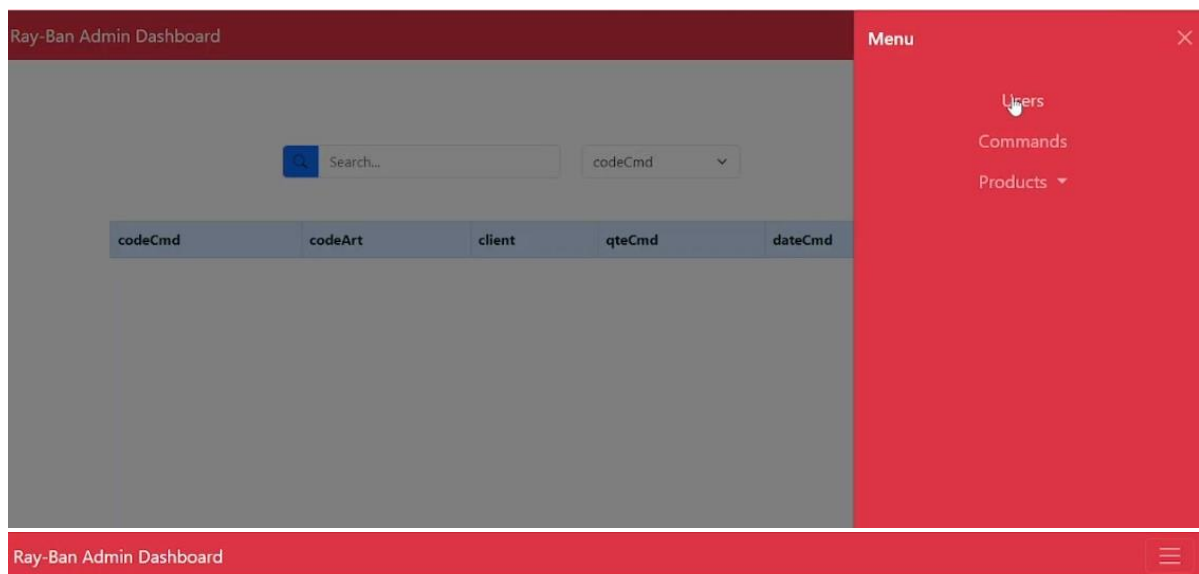 Ray-Ban Admin Dashboard
Menu
Users
Commands
Search...
codeCmd
Products
codeCmd codeArt client qteCmd dateCmd
Ray-Ban Admin Dashboard